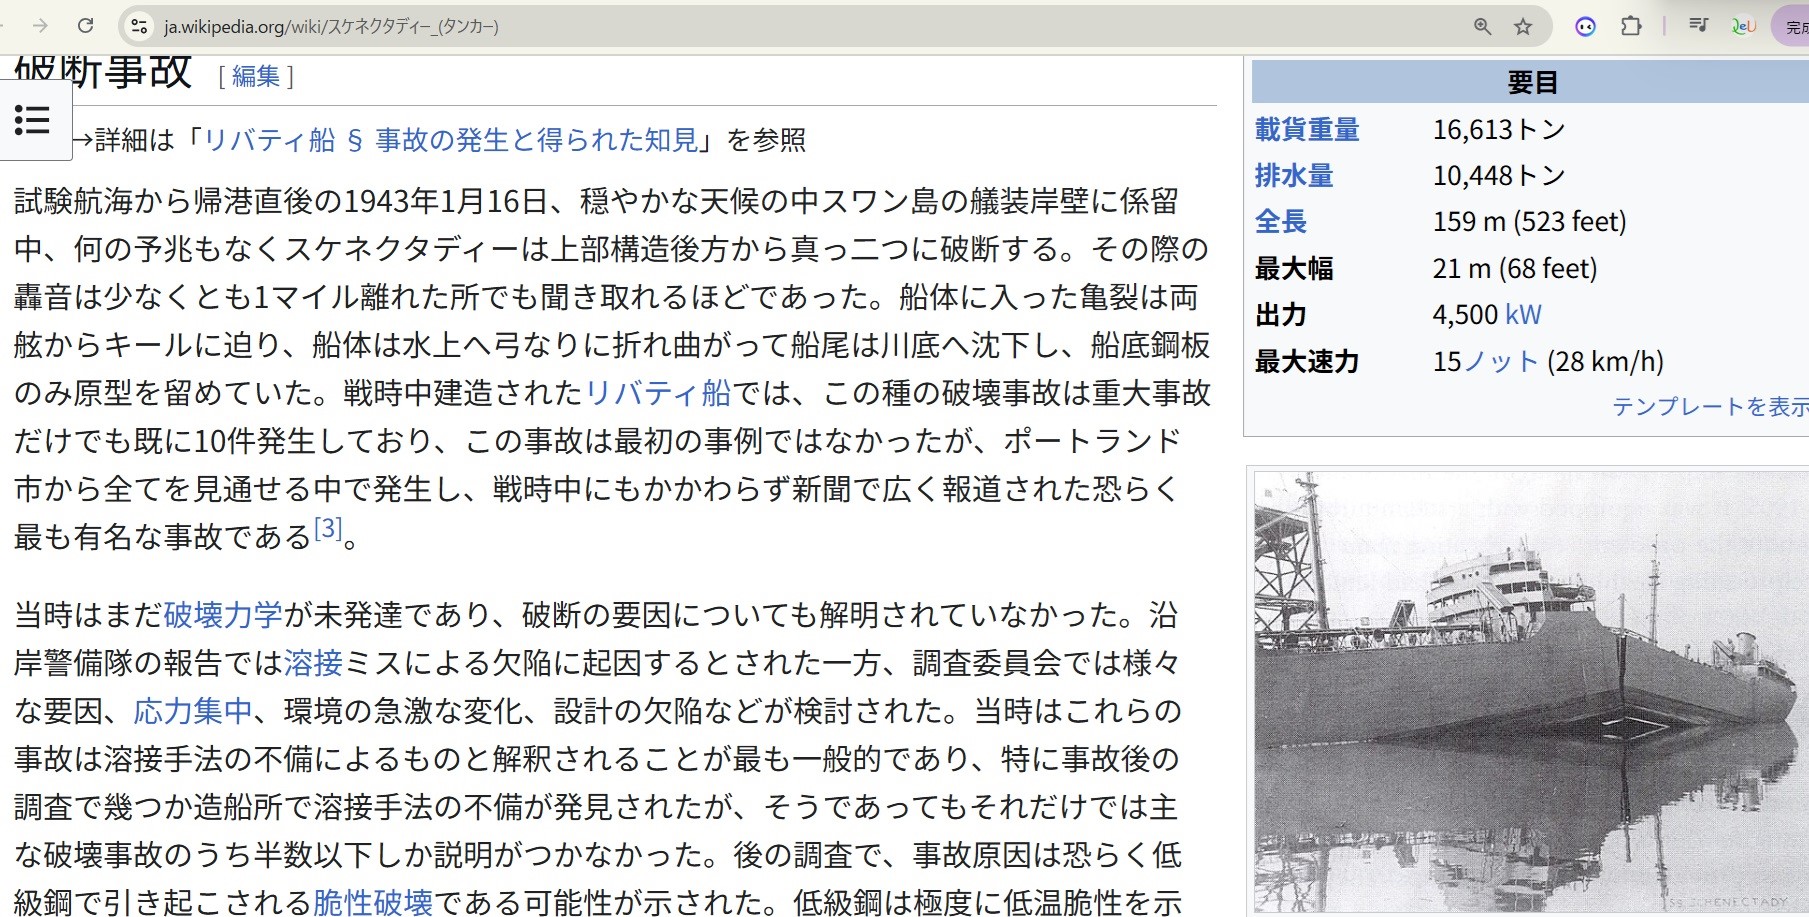 ja.wikipedia.org/wiki/スケネクタディー_(タンカー)
完成
破断事故 [ 編集 ]
→詳細は「リバティ船 § 事故の発生と得られた知見」を参照
試験航海から帰港直後の1943年1月16日、穏やかな天候の中スワン島の艤装岸壁に係留
中、何の予兆もなくスケネクタディーは上部構造後方から真っ二つに破断する。その際の
轟音は少なくとも1マイル離れた所でも聞き取れるほどであった。船体に入った亀裂は両
舷からキールに迫り、船体は水上へ弓なりに折れ曲がって船尾は川底へ沈下し、船底鋼板
のみ原型を留めていた。戦時中建造されたリバティ船では、この種の破壊事故は重大事故
だけでも既に10件発生しており、この事故は最初の事例ではなかったが、ポートランド
市から全てを見通せる中で発生し、戦時中にもかかわらず新聞で広く報道された恐らく
最も有名な事故である[3]。
当時はまだ破壊力学が未発達であり、破断の要因についても解明されていなかった。沿
岸警備隊の報告では溶接ミスによる欠陥に起因するとされた一方、調査委員会では様々
な要因、応力集中、環境の急激な変化、設計の欠陥などが検討された。当時はこれらの
事故は溶接手法の不備によるものと解釈されることが最も一般的であり、特に事故後の
調査で幾つか造船所で溶接手法の不備が発見されたが、そうであってもそれだけでは主
な破壊事故のうち半数以下しか説明がつかなかった。後の調査で、事故原因は恐らく低
級鋼で引き起こされる脆性破壊である可能性が示された。低級鋼は極度に低温脆性を示
要目
載貨重量 16,613トン
排水量 10,448トン
全長 159 m (523 feet)
最大幅 21 m (68 feet)
出力 4,500 kW
最大速力 15ノット (28 km/h)
テンプレートを表示
S.S. SCHENECTADY